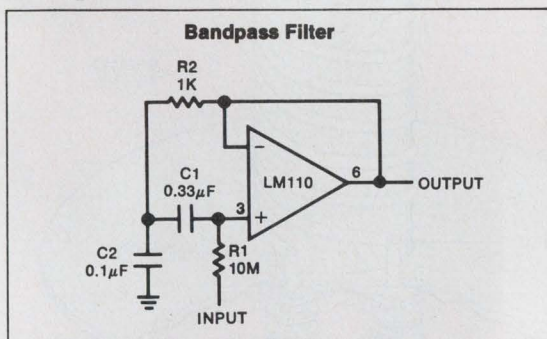 Bandpass Filter
R2
1K
−
C1
0.33μF
LM110
6
OUTPUT
3
+
C2
0.1μF
R1
10M
INPUT